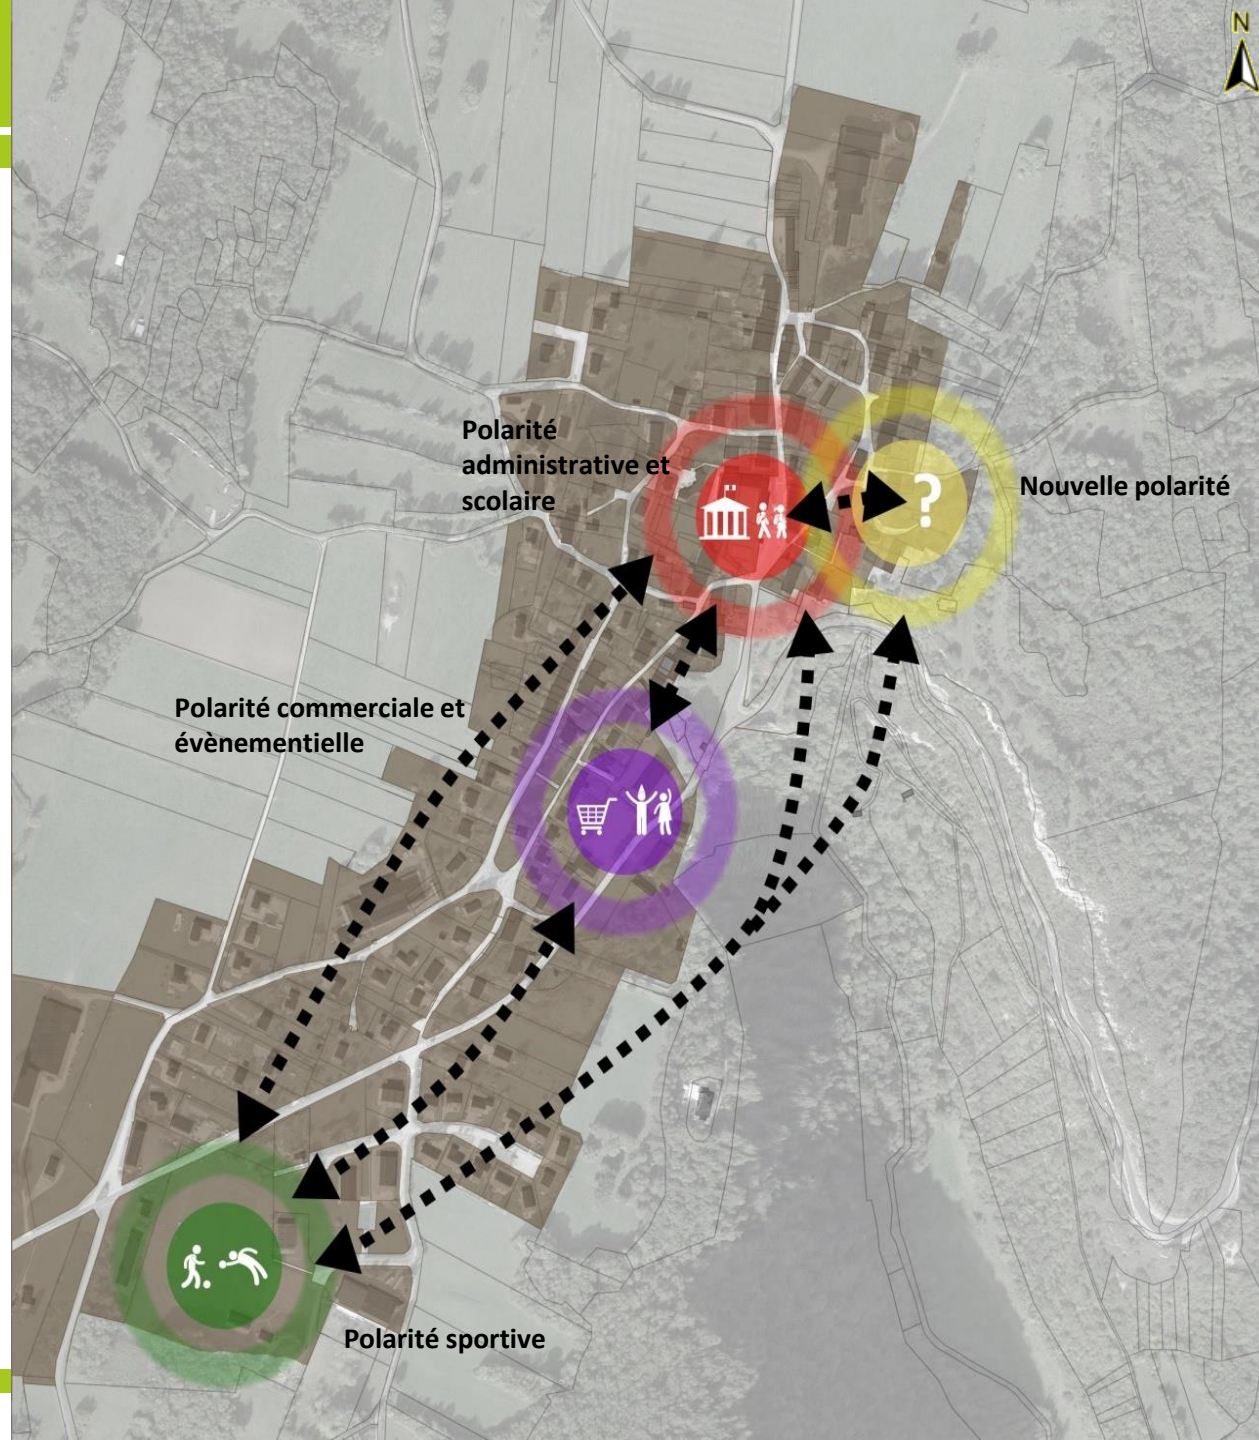 N
Polarité
administrative et
scolaire
?
Nouvelle polarité
Polarité commerciale et
évènementielle
Polarité sportive